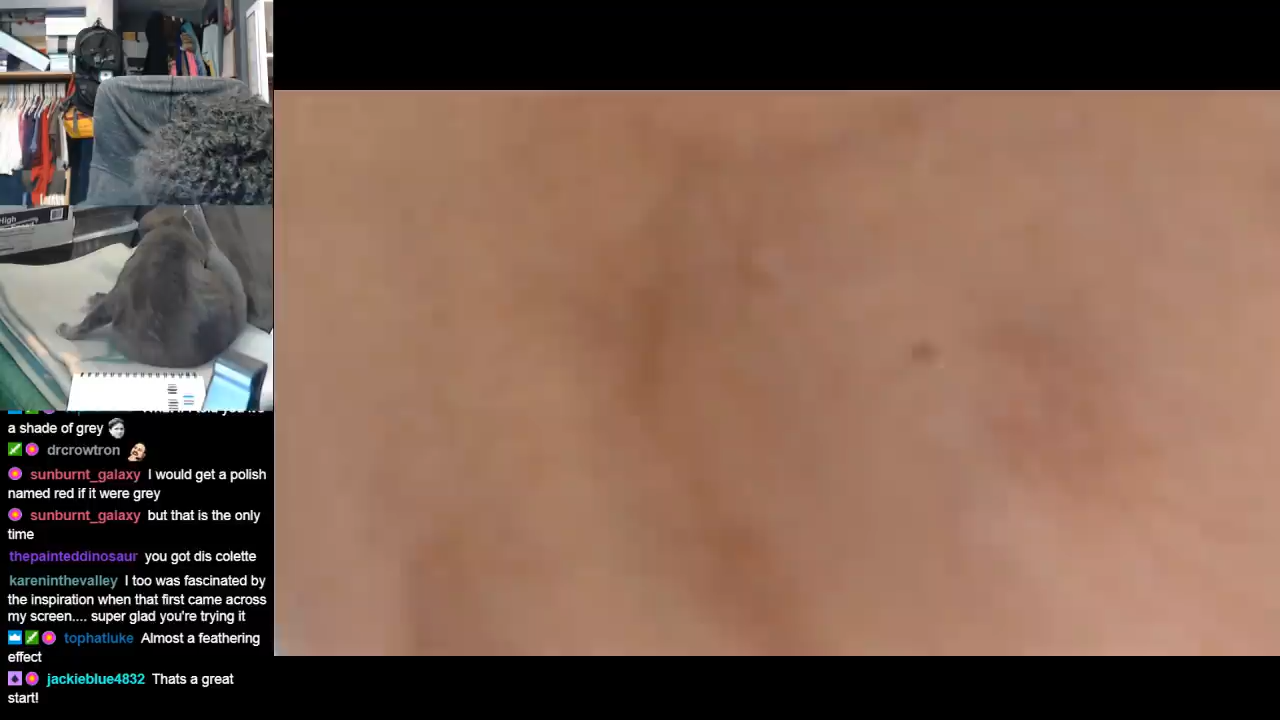 High
a shade of grey
drcrowtron
sunburnt_galaxy I would get a polish
named red if it were grey
sunburnt_galaxy but that is the only
time
thepainteddinosaur you got dis colette
kareninthevalley I too was fascinated by
the inspiration when that first came across
my screen.... super glad you're trying it
tophatluke Almost a feathering
effect
jackieblue4832 Thats a great
start!